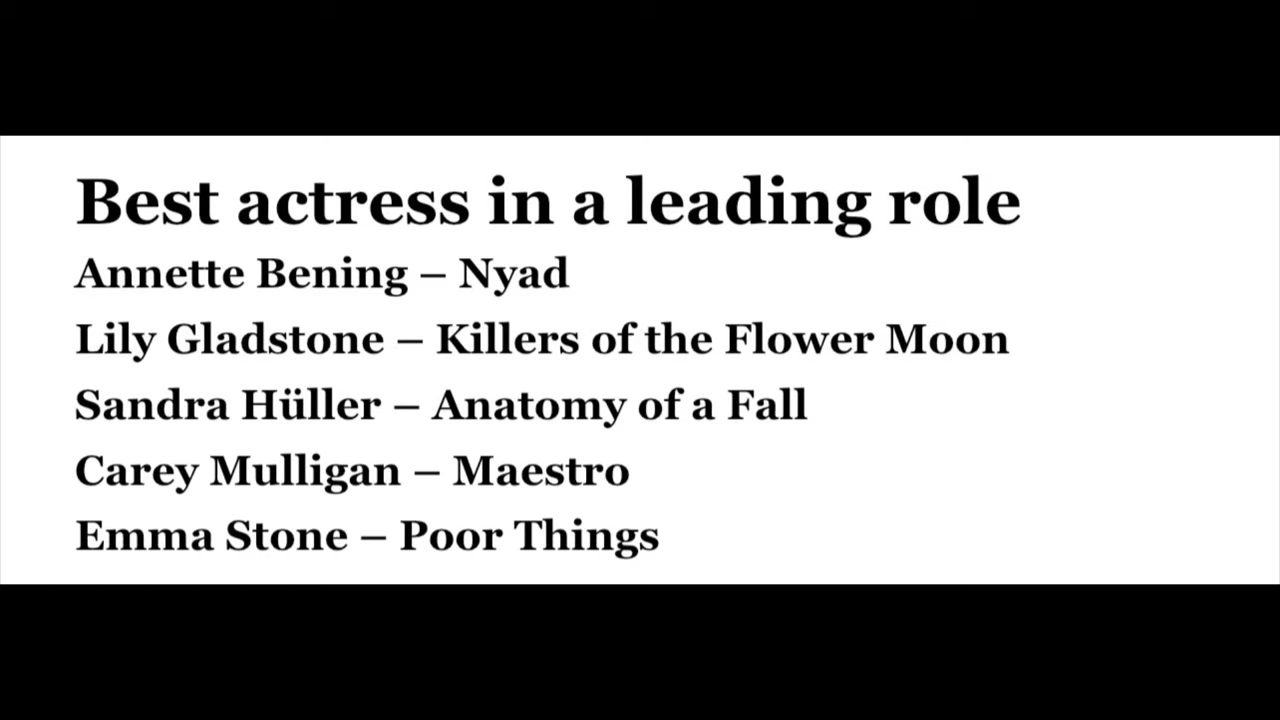 Best actress in a leading role
Annette Bening – Nyad
Lily Gladstone – Killers of the Flower Moon
Sandra Hüller – Anatomy of a Fall
Carey Mulligan – Maestro
Emma Stone – Poor Things